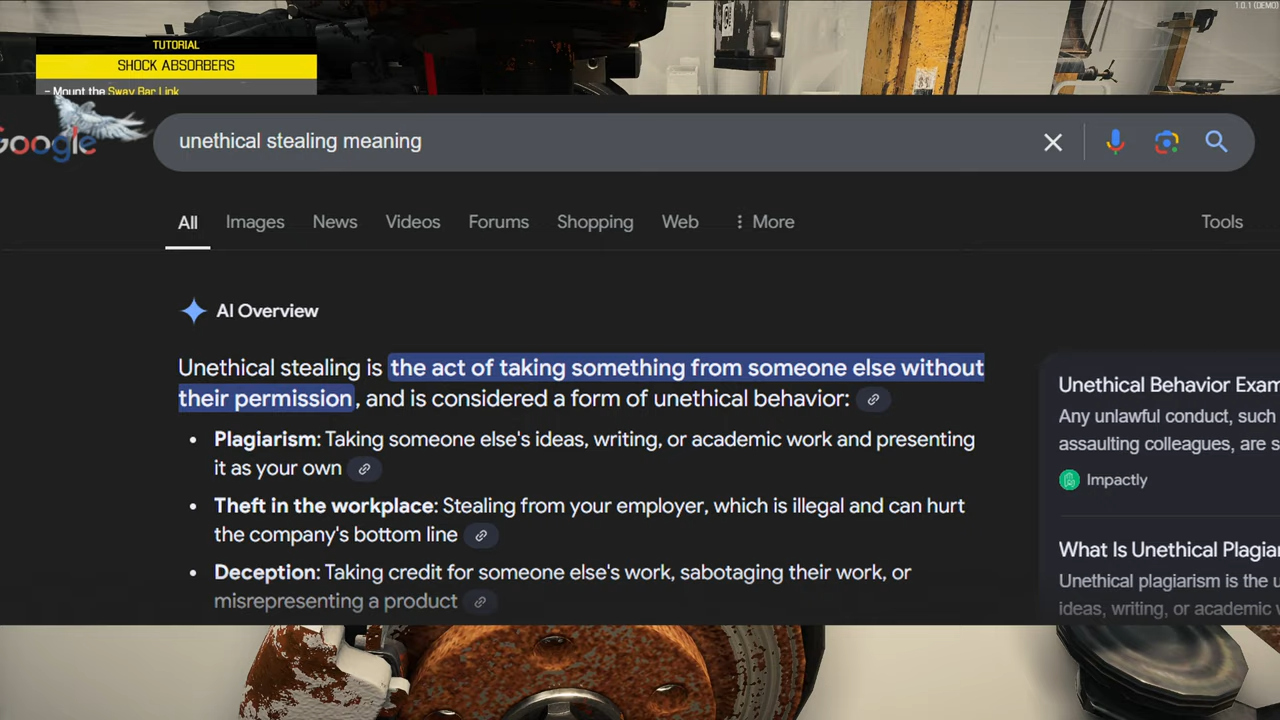 1.0.1 (DEMO)
TUTORIAL
SHOCK ABSORBERS
- Mount the Sway Bar Link
Google
unethical stealing meaning
All Images News Videos Forums Shopping Web More Tools
AI Overview
Unethical stealing is the act of taking something from someone else without
their permission, and is considered a form of unethical behavior:
• Plagiarism: Taking someone else's ideas, writing, or academic work and presenting
it as your own
• Theft in the workplace: Stealing from your employer, which is illegal and can hurt
the company's bottom line
• Deception: Taking credit for someone else's work, sabotaging their work, or
misrepresenting a product
Unethical Behavior Exam
Any unlawful conduct, such
assaulting colleagues, are s
Impactly
What Is Unethical Plagia
Unethical plagiarism is the u
ideas, writing, or academic